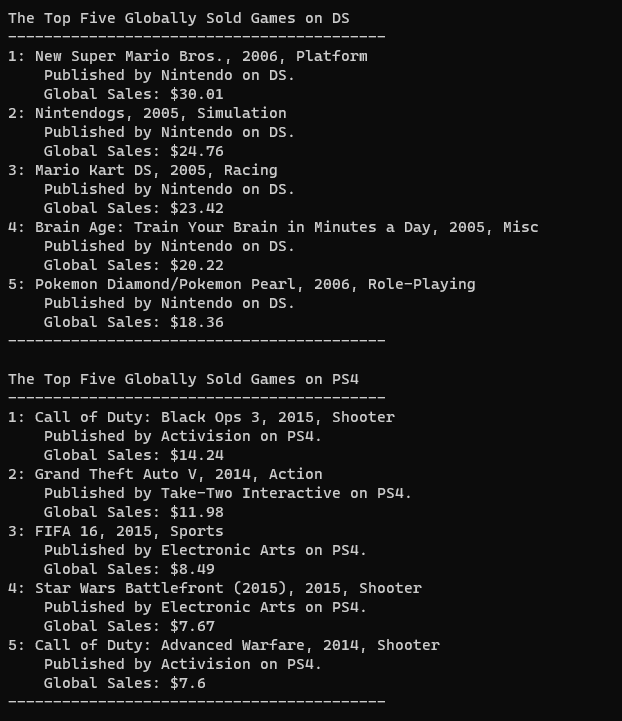 The Top Five Globally Sold Games on DS
------------------------------------------
1: New Super Mario Bros., 2006, Platform
    Published by Nintendo on DS.
    Global Sales: $30.01
2: Nintendogs, 2005, Simulation
    Published by Nintendo on DS.
    Global Sales: $24.76
3: Mario Kart DS, 2005, Racing
    Published by Nintendo on DS.
    Global Sales: $23.42
4: Brain Age: Train Your Brain in Minutes a Day, 2005, Misc
    Published by Nintendo on DS.
    Global Sales: $20.22
5: Pokemon Diamond/Pokemon Pearl, 2006, Role-Playing
    Published by Nintendo on DS.
    Global Sales: $18.36
------------------------------------------

The Top Five Globally Sold Games on PS4
------------------------------------------
1: Call of Duty: Black Ops 3, 2015, Shooter
    Published by Activision on PS4.
    Global Sales: $14.24
2: Grand Theft Auto V, 2014, Action
    Published by Take-Two Interactive on PS4.
    Global Sales: $11.98
3: FIFA 16, 2015, Sports
    Published by Electronic Arts on PS4.
    Global Sales: $8.49
4: Star Wars Battlefront (2015), 2015, Shooter
    Published by Electronic Arts on PS4.
    Global Sales: $7.67
5: Call of Duty: Advanced Warfare, 2014, Shooter
    Published by Activision on PS4.
    Global Sales: $7.6
------------------------------------------